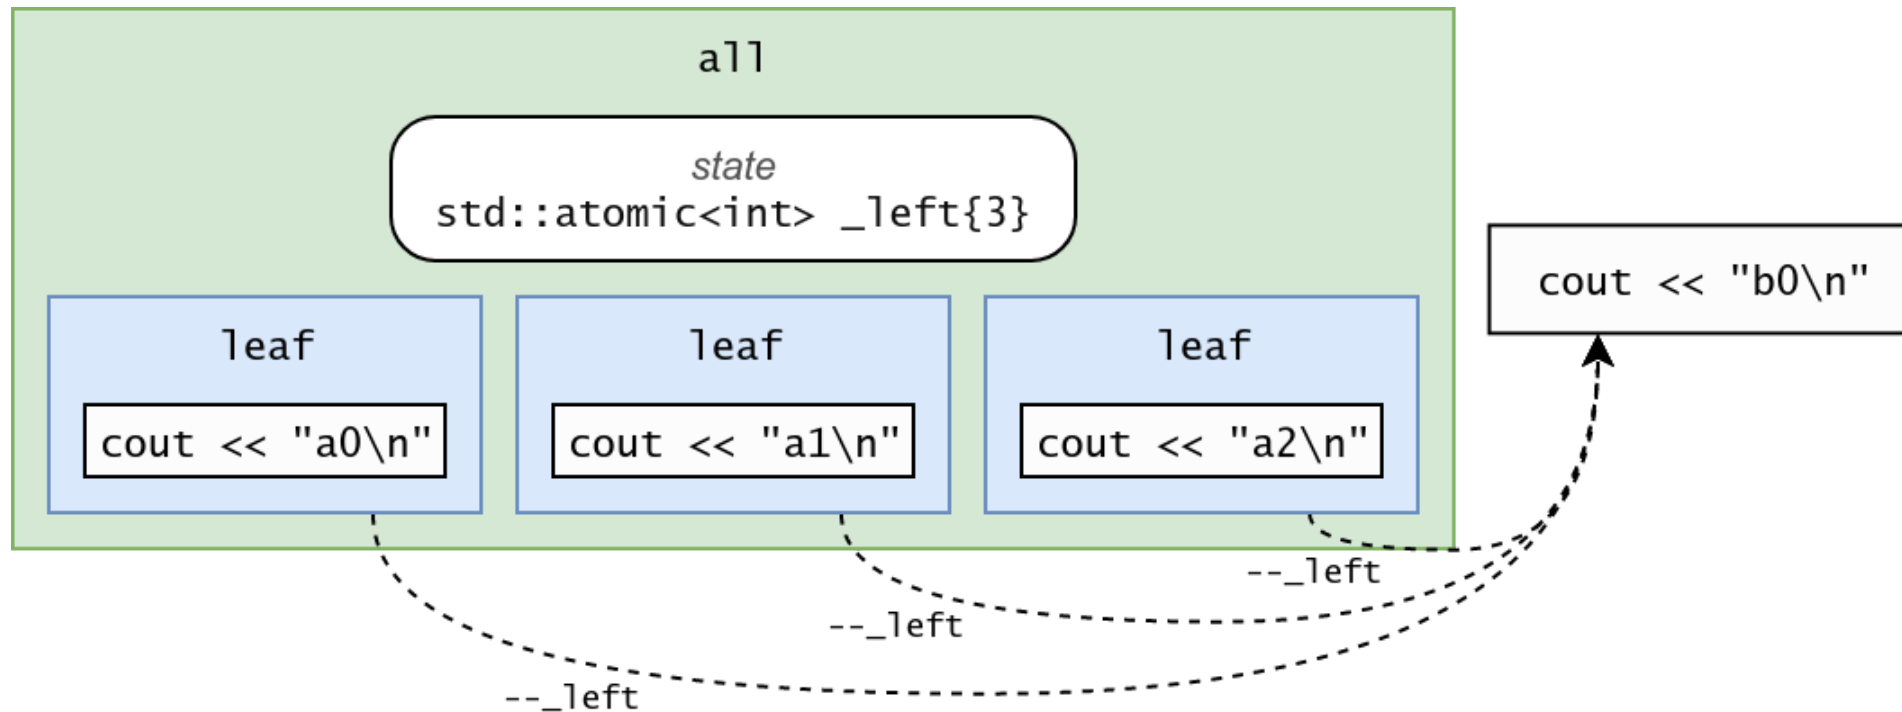 all
state
std::atomic<int> _left{3}
cout << "b0\n"
leaf
leaf
leaf
cout << "a0\n"
cout << "a1\n"
cout << "a2\n"
--_left
--_left
--_left